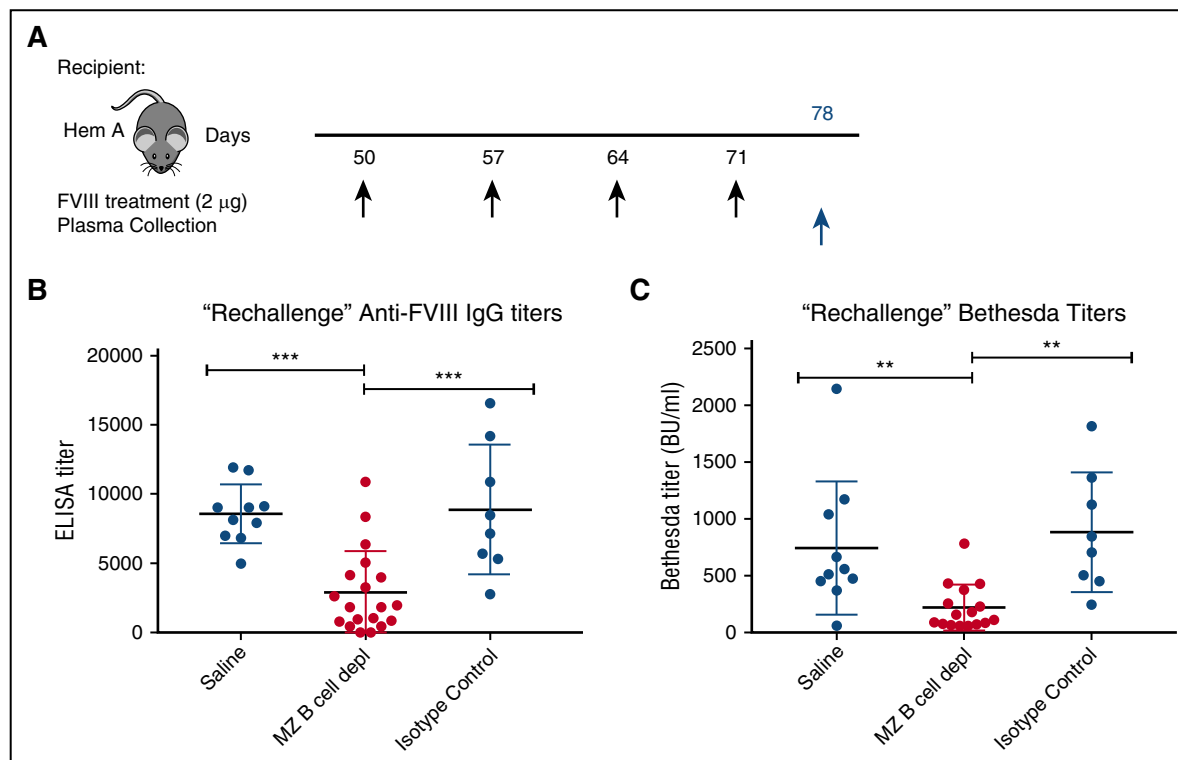 A
Recipient:
Hem A
Days
78
50 57 64 71
FVIII treatment (2 μg)
Plasma Collection
B
“Rechallenge” Anti-FVIII IgG titers
***
***
20000
15000
10000
5000
0
ELISA titer
Saline
MZ B cell depl
Isotype Control
C
“Rechallenge” Bethesda Titers
**
**
2500
2000
1500
1000
500
0
Bethesda titer (BU/ml)
Saline
MZ B cell depl
Isotype Control